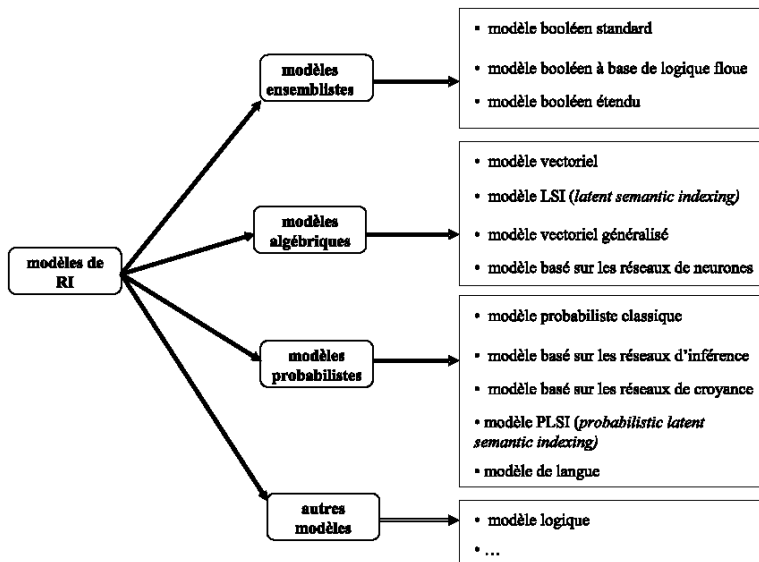 modèles de
RI
modèles
ensemblistes
• modèle booléen standard
• modèle booléen à base de logique floue
• modèle booléen étendu
modèles
algébriques
• modèle vectoriel
• modèle LSI (latent semantic indexing)
• modèle vectoriel généralisé
• modèle basé sur les réseaux de neurones
modèles
probabilistes
• modèle probabiliste classique
• modèle basé sur les réseaux d'inférence
• modèle basé sur les réseaux de croyance
• modèle PLSI (probabilistic latent
semantic indexing)
• modèle de langue
autres
modèles
• modèle logique
• ...